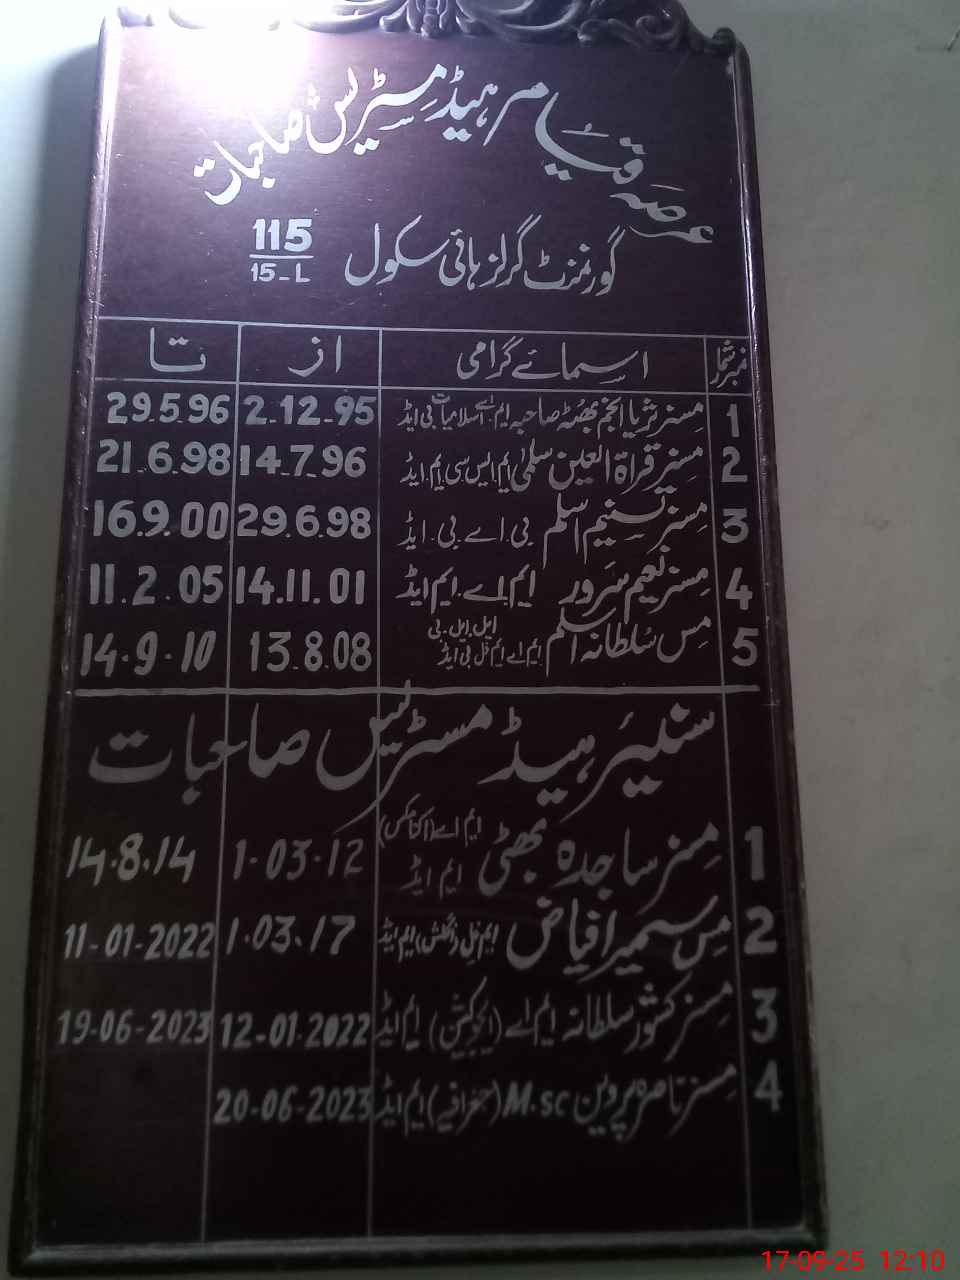 عرصہ قیام ہیڈ مسٹریس صاحبات
گورنمنٹ گرلز ہائی سکول 115/15-L
نمبر شمار اسمائے گرامی از تا
1 مسز ثریا انجم بھٹہ صاحبہ ایم۔اے اسلامیات بی ایڈ 2.12.95 29.5.96
2 مسز قراۃ العین سلمٰی ایم ایس سی ایم ایڈ 14.7.96 21.6.98
3 مسز تسنیم اسلم بی۔اے۔بی۔ایڈ 29.6.98 16.9.00
4 مسز نعیم سرور ایم۔اے۔ایم ایڈ 14.11.01 11.2.05
5 مس سلطانہ اسلم ایل۔ایل۔بی ایم اے ایم فل بی ایڈ 13.8.08 14.9.10
سنیئر ہیڈ مسٹریس صاحبات
1 مسز ساجدہ بھٹی ایم اے (اکنامکس) ایم ایڈ 1.03.12 14.8.14
2 مس سمیرا فیاض ایم فل (انگلش) ایم ایڈ 1.03.17 11-01-2022
3 مسز کشور سلطانہ ایم اے (ایجوکیشن) ایم ایڈ 12-01-2022 19-06-2023
4 مسز ناصرہ پروین M.sc (جغرافیہ) ایم ایڈ 20-06-2023
17-09-25 12:10